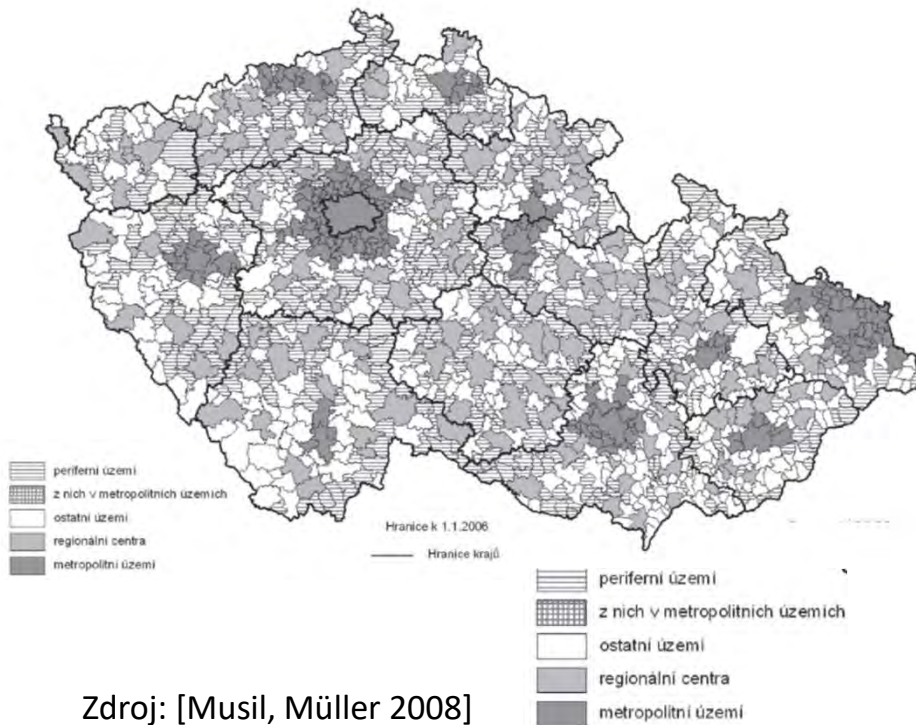 periferní území
z nich v metropolitních územích
ostatní území
regionální centra
metropolitní území
Hranice k 1.1.2006
Hranice krajů
periferní území
z nich v metropolitních územích
ostatní území
regionální centra
metropolitní území
Zdroj: [Musil, Müller 2008]